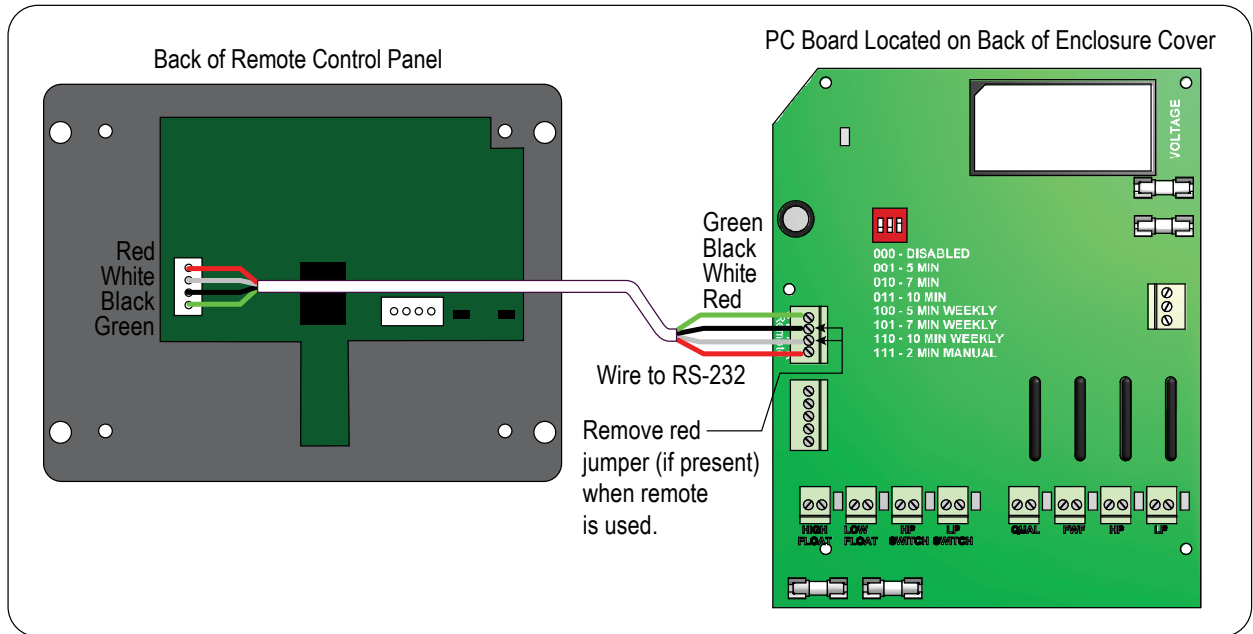 Back of Remote Control Panel
PC Board Located on Back of Enclosure Cover
VOLTAGE
Red
White
Black
Green
Green
Black
White
Red
Remote
000 - DISABLED
001 - 5 MIN
010 - 7 MIN
011 - 10 MIN
100 - 5 MIN WEEKLY
101 - 7 MIN WEEKLY
110 - 10 MIN WEEKLY
111 - 2 MIN MANUAL
Wire to RS-232
Remove red
jumper (if present)
when remote
is used.
HIGH
FLOAT
LOW
FLOAT
HP
SWITCH
LP
SWITCH
QUAL
FWF
HP
LP